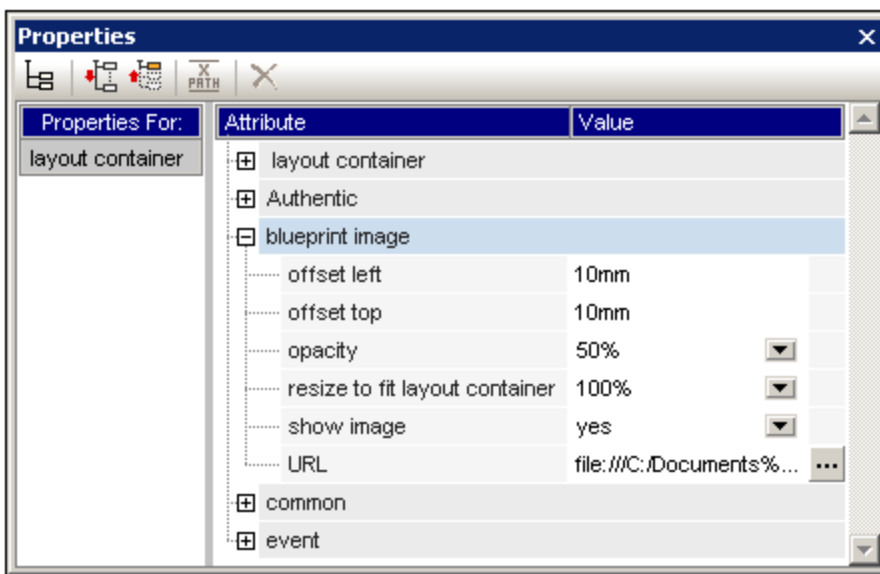 Properties
X
PATH
Properties For:
Attribute Value
layout container
layout container
Authentic
blueprint image
offset left 10mm
offset top 10mm
opacity 50%
resize to fit layout container 100%
show image yes
URL file:///C:/Documents%... ...
common
event